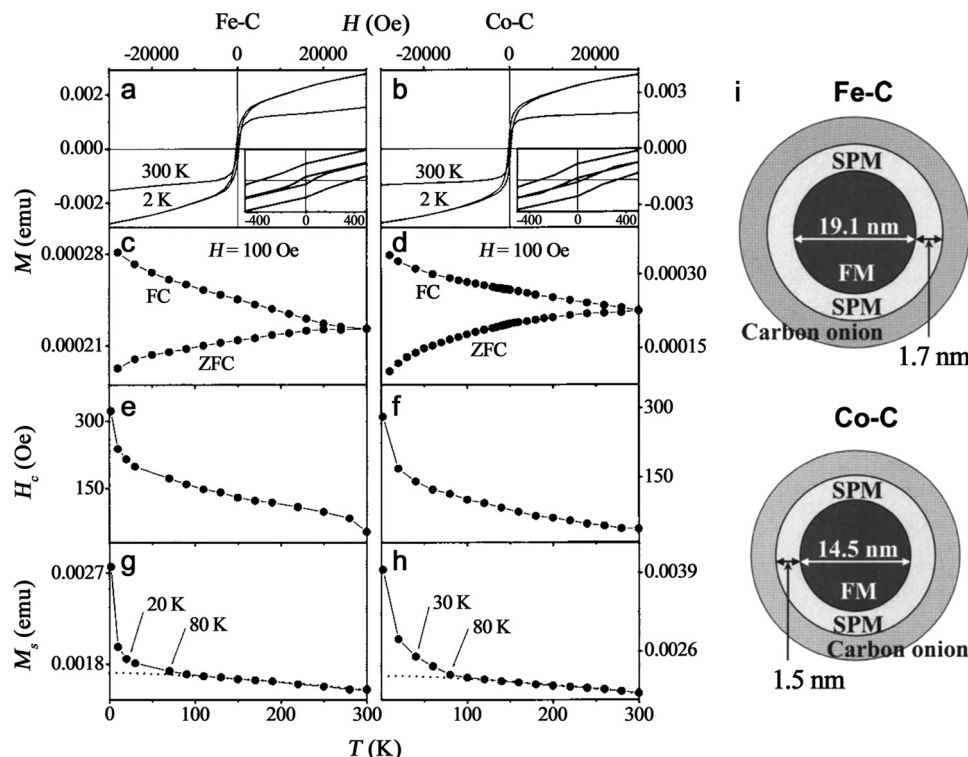 Fe-C H (Oe) Co-C
-20000 0 20000 -20000 0 20000
a b
0.002 0.003
0.000 0.000
300 K 300 K
2 K 2 K
-0.002 -0.003
-400 0 400 -400 0 400
M (emu)
c H = 100 Oe d H = 100 Oe
0.00028 0.00030
FC FC
0.00021 0.00015
ZFC ZFC
e f
300 300
150 150
Hc (Oe)
g h
0.0027 0.0039
20 K 30 K
80 K 80 K
0.0018 0.0026
Ms (emu)
0 100 200 300 0 100 200 300
T (K)
i Fe-C
SPM
19.1 nm
FM
SPM
Carbon onion
1.7 nm
Co-C
SPM
14.5 nm
FM
SPM
Carbon onion
1.5 nm